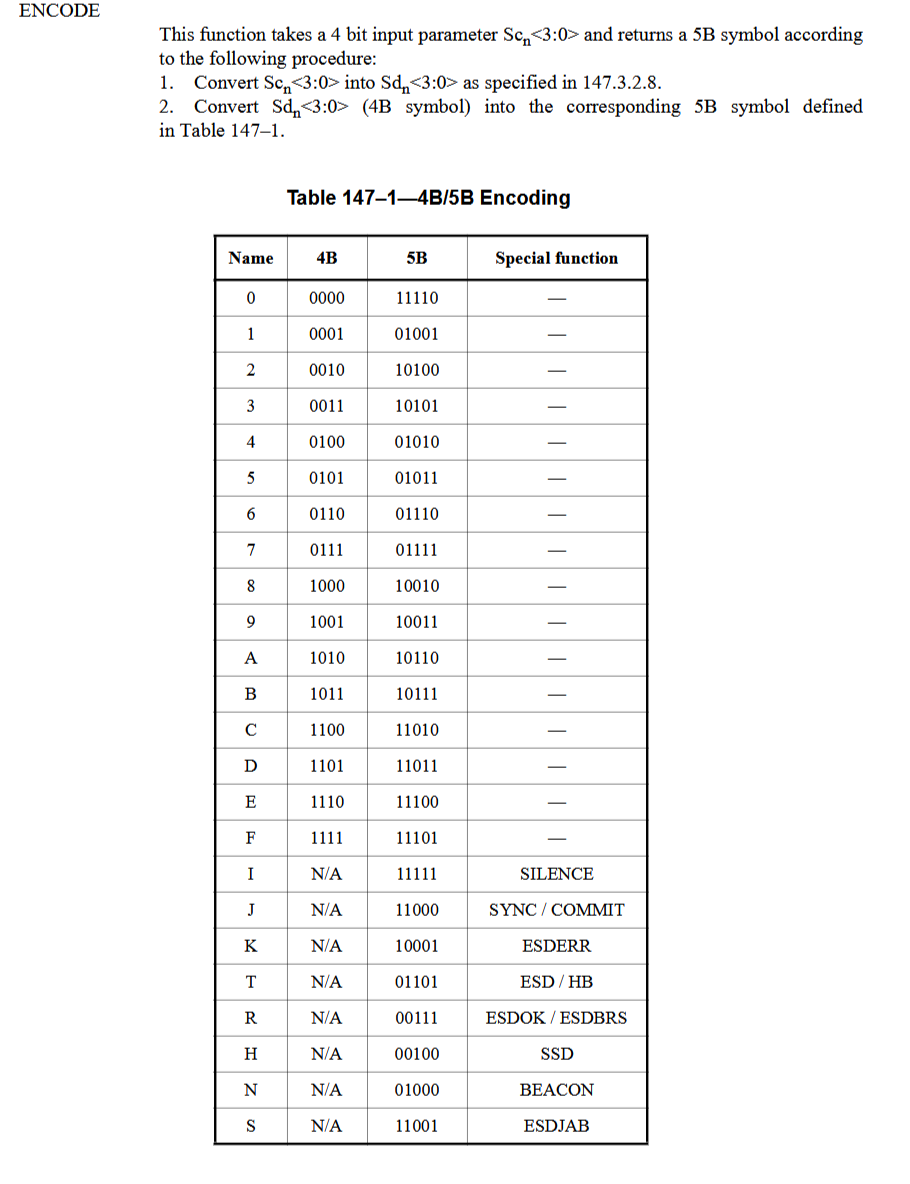 ENCODE
This function takes a 4 bit input parameter Scn<3:0> and returns a 5B symbol according
to the following procedure:
1. Convert Scn<3:0> into Sdn<3:0> as specified in 147.3.2.8.
2. Convert Sdn<3:0> (4B symbol) into the corresponding 5B symbol defined
in Table 147–1.
Table 147–1—4B/5B Encoding
Name 4B 5B Special function
0 0000 11110 —
1 0001 01001 —
2 0010 10100 —
3 0011 10101 —
4 0100 01010 —
5 0101 01011 —
6 0110 01110 —
7 0111 01111 —
8 1000 10010 —
9 1001 10011 —
A 1010 10110 —
B 1011 10111 —
C 1100 11010 —
D 1101 11011 —
E 1110 11100 —
F 1111 11101 —
I N/A 11111 SILENCE
J N/A 11000 SYNC / COMMIT
K N/A 10001 ESDERR
T N/A 01101 ESD / HB
R N/A 00111 ESDOK / ESDBRS
H N/A 00100 SSD
N N/A 01000 BEACON
S N/A 11001 ESDJAB